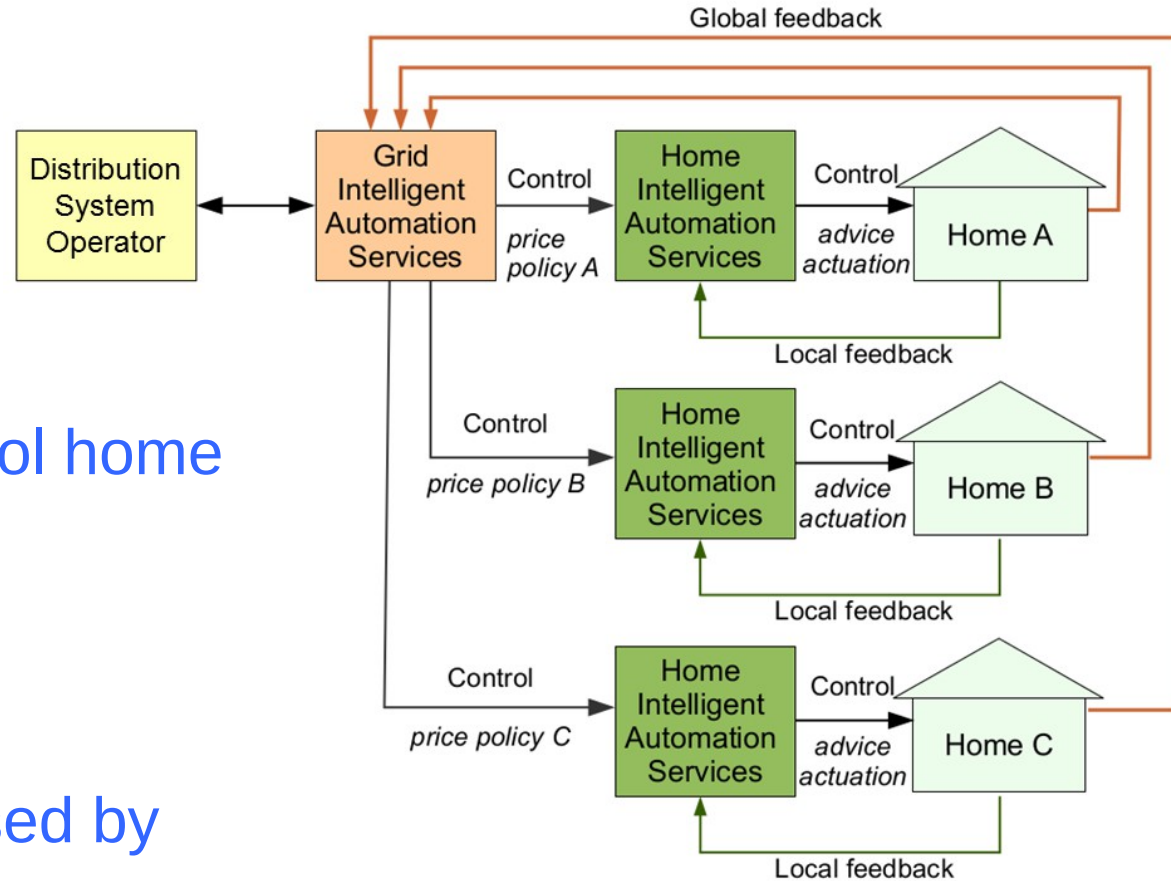 Global feedback
Distribution
System
Operator
Grid
Intelligent
Automation
Services
Control
price
policy A
Home
Intelligent
Automation
Services
Control
advice
actuation
Home A
Local feedback
ol home
Control
price policy B
Home
Intelligent
Automation
Services
Control
advice
actuation
Home B
Local feedback
Control
price policy C
Home
Intelligent
Automation
Services
Control
advice
actuation
Home C
Local feedback
sed by